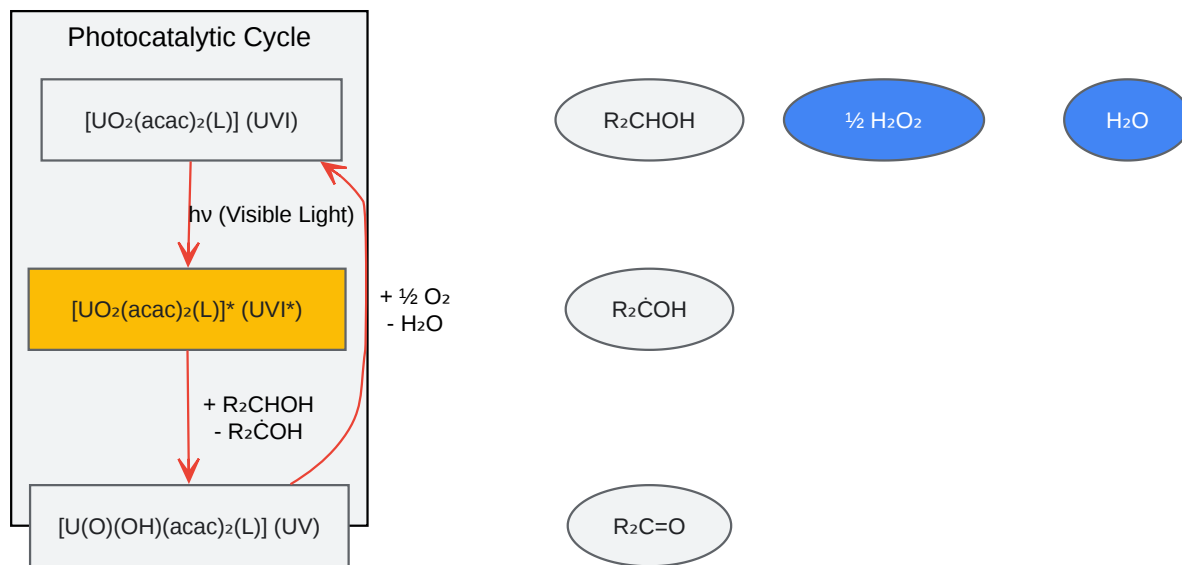 Photocatalytic Cycle
[UO₂(acac)₂(L)] (UVI)
R₂CHOH
½ H₂O₂
H₂O
hν (Visible Light)
[UO₂(acac)₂(L)]* (UVI*)
+ ½ O₂
- H₂O
R₂ĊOH
+ R₂CHOH
- R₂ĊOH
[U(O)(OH)(acac)₂(L)] (UV)
R₂C=O